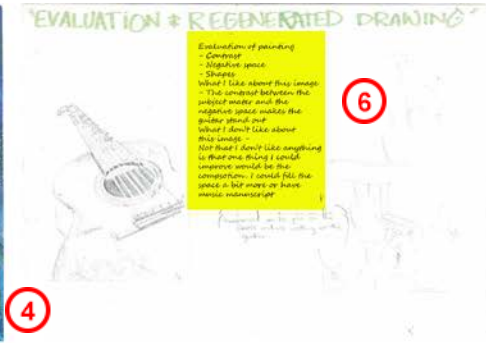 "EVALUATION & REGENERATED DRAWING"
Evaluation of painting
- Contrast
- Negative space
- Shapes
What I like about this image
- The contrast between the
subject mater and the
negative space makes the
guitar stand out
What I don't like about
this image -
Not that I don't like anything
is that one thing I could
improve would be the
compsotion. I could fill the
space a bit more or have
music manuscript
6
4